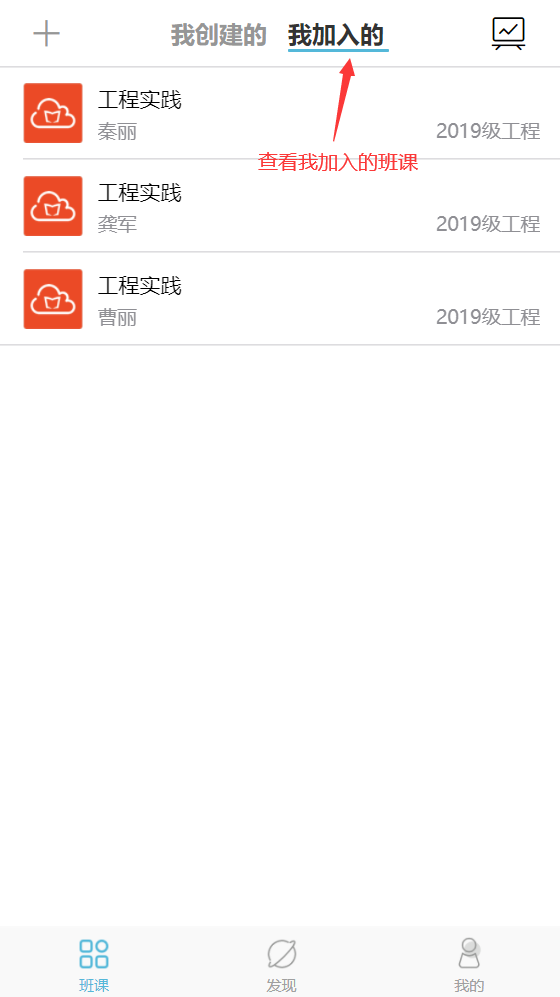 我创建的 我加入的
工程实践
秦丽 2019级工程
查看我加入的班课
工程实践
龚军 2019级工程
工程实践
曹丽 2019级工程
班课 发现 我的